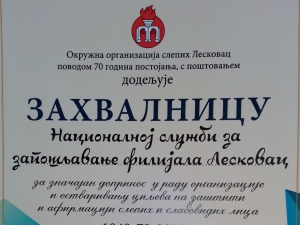 Окружна организација слепих Лесковац
поводом 70 година постојања, с поштовањем
додељује
ЗАХВАЛНИЦУ
Националној служби за
запошљавање филијала Лесковац
за значајан допринос у раду организације
и остваривању циљева на заштити
и афирмацији слепих и слабовидих лица